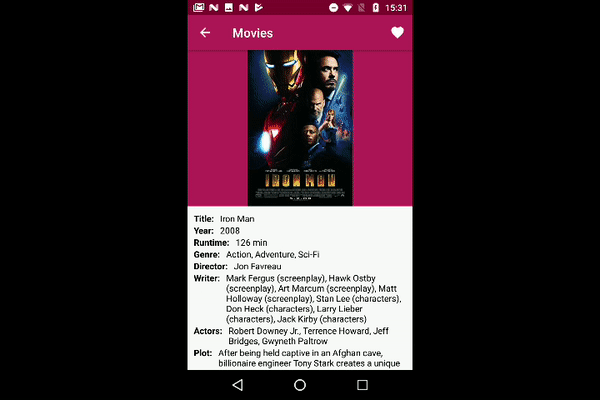 15:31
Movies
IRON MAN
Title: Iron Man
Year: 2008
Runtime: 126 min
Genre: Action, Adventure, Sci-Fi
Director: Jon Favreau
Writer: Mark Fergus (screenplay), Hawk Ostby
(screenplay), Art Marcum (screenplay), Matt
Holloway (screenplay), Stan Lee (characters),
Don Heck (characters), Larry Lieber
(characters), Jack Kirby (characters)
Actors: Robert Downey Jr., Terrence Howard, Jeff
Bridges, Gwyneth Paltrow
Plot: After being held captive in an Afghan cave,
billionaire engineer Tony Stark creates a unique